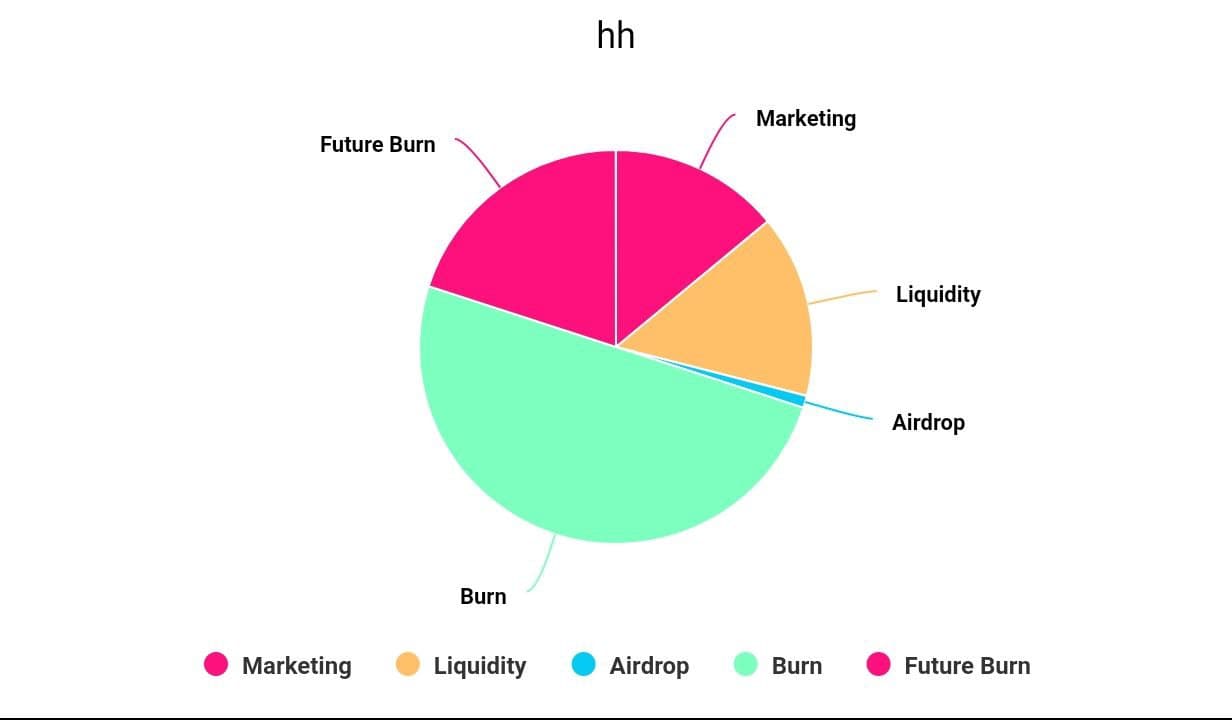 hh
Marketing
Future Burn
Liquidity
Airdrop
Burn
Marketing Liquidity Airdrop Burn Future Burn